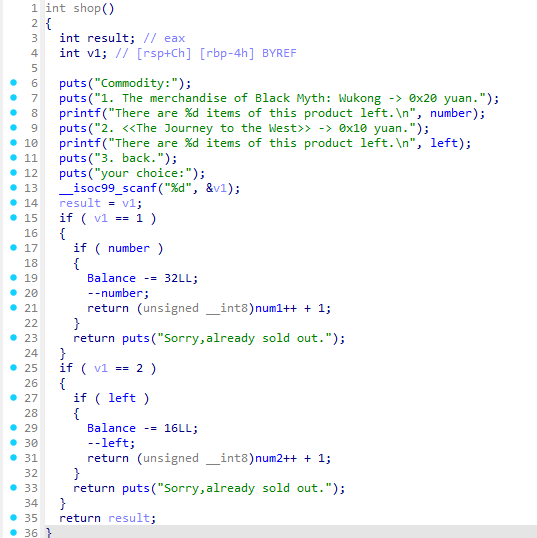 1 int shop()
2 {
3   int result; // eax
4   int v1; // [rsp+Ch] [rbp-4h] BYREF
5
6   puts("Commodity:");
7   puts("1. The merchandise of Black Myth: Wukong -> 0x20 yuan.");
8   printf("There are %d items of this product left.\n", number);
9   puts("2. <<The Journey to the West>> -> 0x10 yuan.");
10   printf("There are %d items of this product left.\n", left);
11   puts("3. back.");
12   puts("your choice:");
13   __isoc99_scanf("%d", &v1);
14   result = v1;
15   if ( v1 == 1 )
16   {
17     if ( number )
18     {
19       Balance -= 32LL;
20       --number;
21       return (unsigned __int8)num1++ + 1;
22     }
23     return puts("Sorry,already sold out.");
24   }
25   if ( v1 == 2 )
26   {
27     if ( left )
28     {
29       Balance -= 16LL;
30       --left;
31       return (unsigned __int8)num2++ + 1;
32     }
33     return puts("Sorry,already sold out.");
34   }
35   return result;
36 }